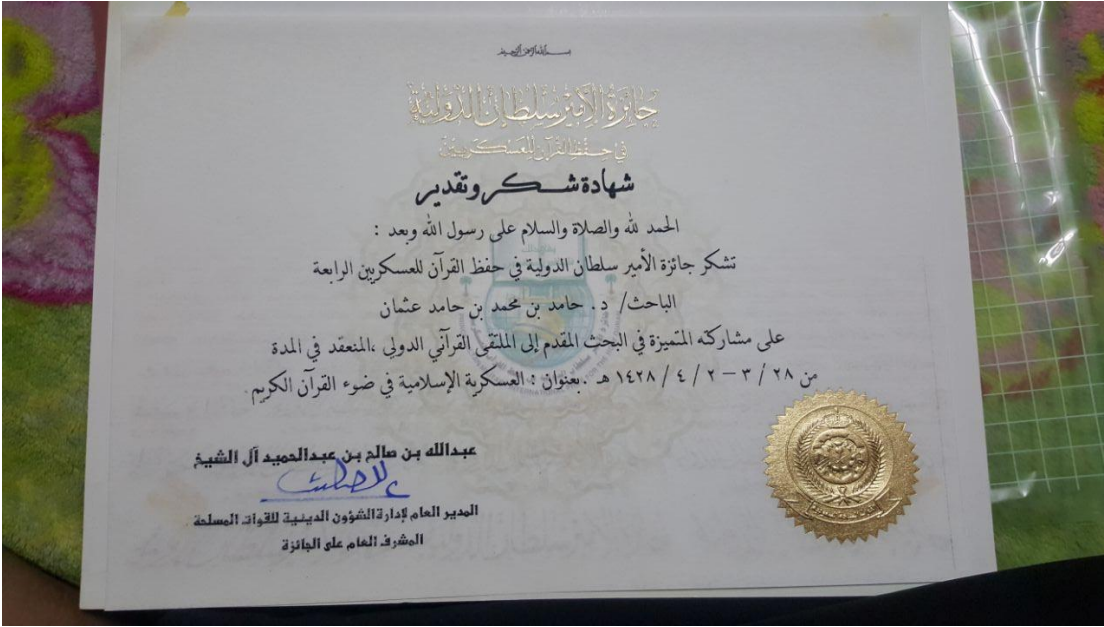 بسم الله الرحمن الرحيم
جائزة الأمير سلطان الدولية
في حفظ القرآن للعسكريين
شهادة شكر وتقدير
الحمد لله والصلاة والسلام على رسول الله وبعد :
تشكر جائزة الأمير سلطان الدولية في حفظ القرآن للعسكريين الرابعة
الباحث/ د. حامد بن محمد بن حامد عثمان
على مشاركته المتميزة في البحث المقدم إلى الملتقى القرآني الدولي ،المنعقد في المدة
من ٢٨ / ٣ – ٢ / ٤ / ١٤٢٨ هـ .بعنوان : العسكرية الإسلامية في ضوء القرآن الكريم
عبدالله بن صالح بن عبدالحميد آل الشيخ
المدير العام لإدارة الشؤون الدينية للقوات المسلحة
المشرف العام على الجائزة